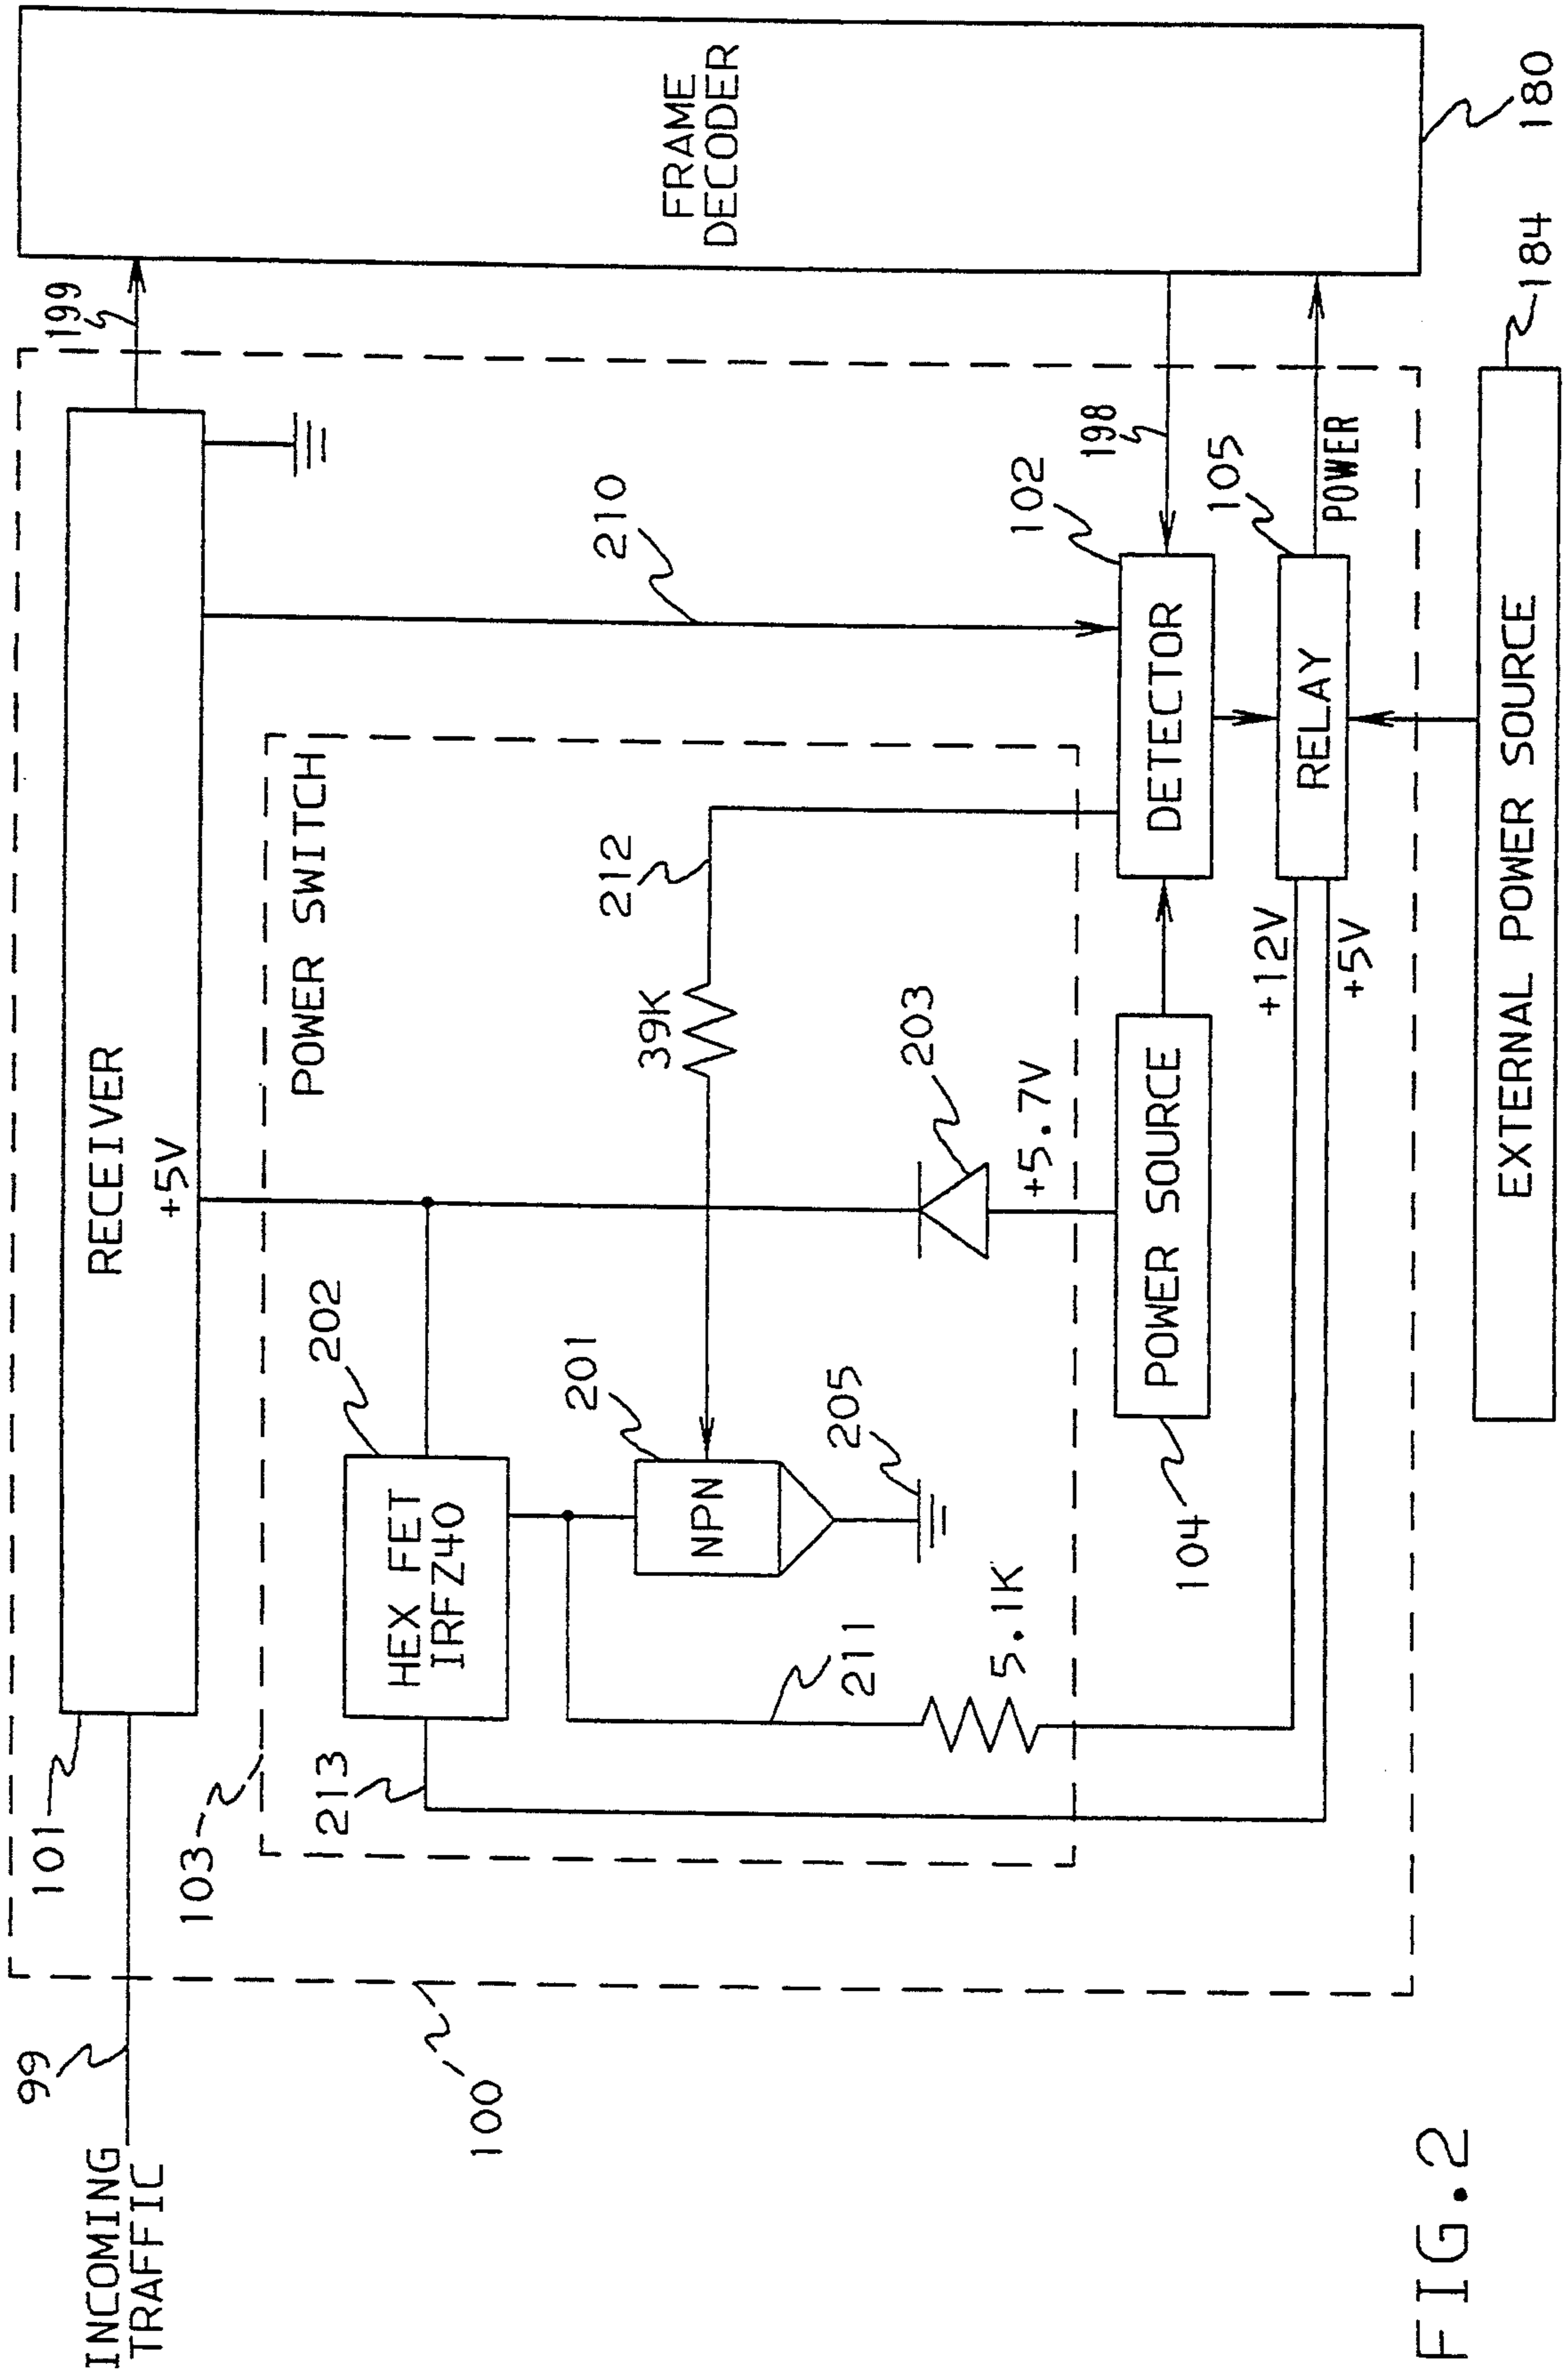 INCOMING
TRAFFIC
99
101
RECEIVER
+5V
199
FRAME
DECODER
180
103
POWER SWITCH
210
202
HEX FET
IRFZ40
213
201
NPN
205
39K
212
203
+5.7V
211
5.1K
198
102
DETECTOR
POWER SOURCE
104
105
RELAY
POWER
+12V
+5V
100
EXTERNAL POWER SOURCE
184
FIG.2